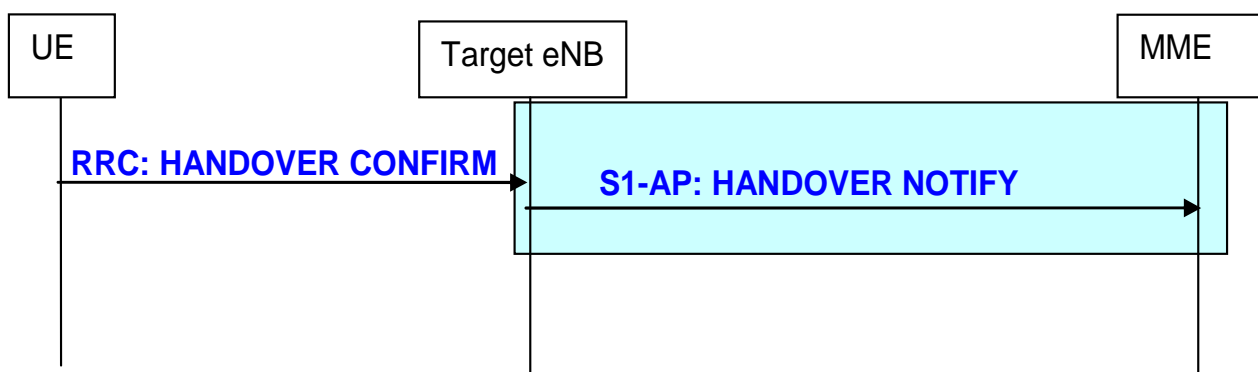 UE
Target eNB
MME
RRC: HANDOVER CONFIRM
S1-AP: HANDOVER NOTIFY